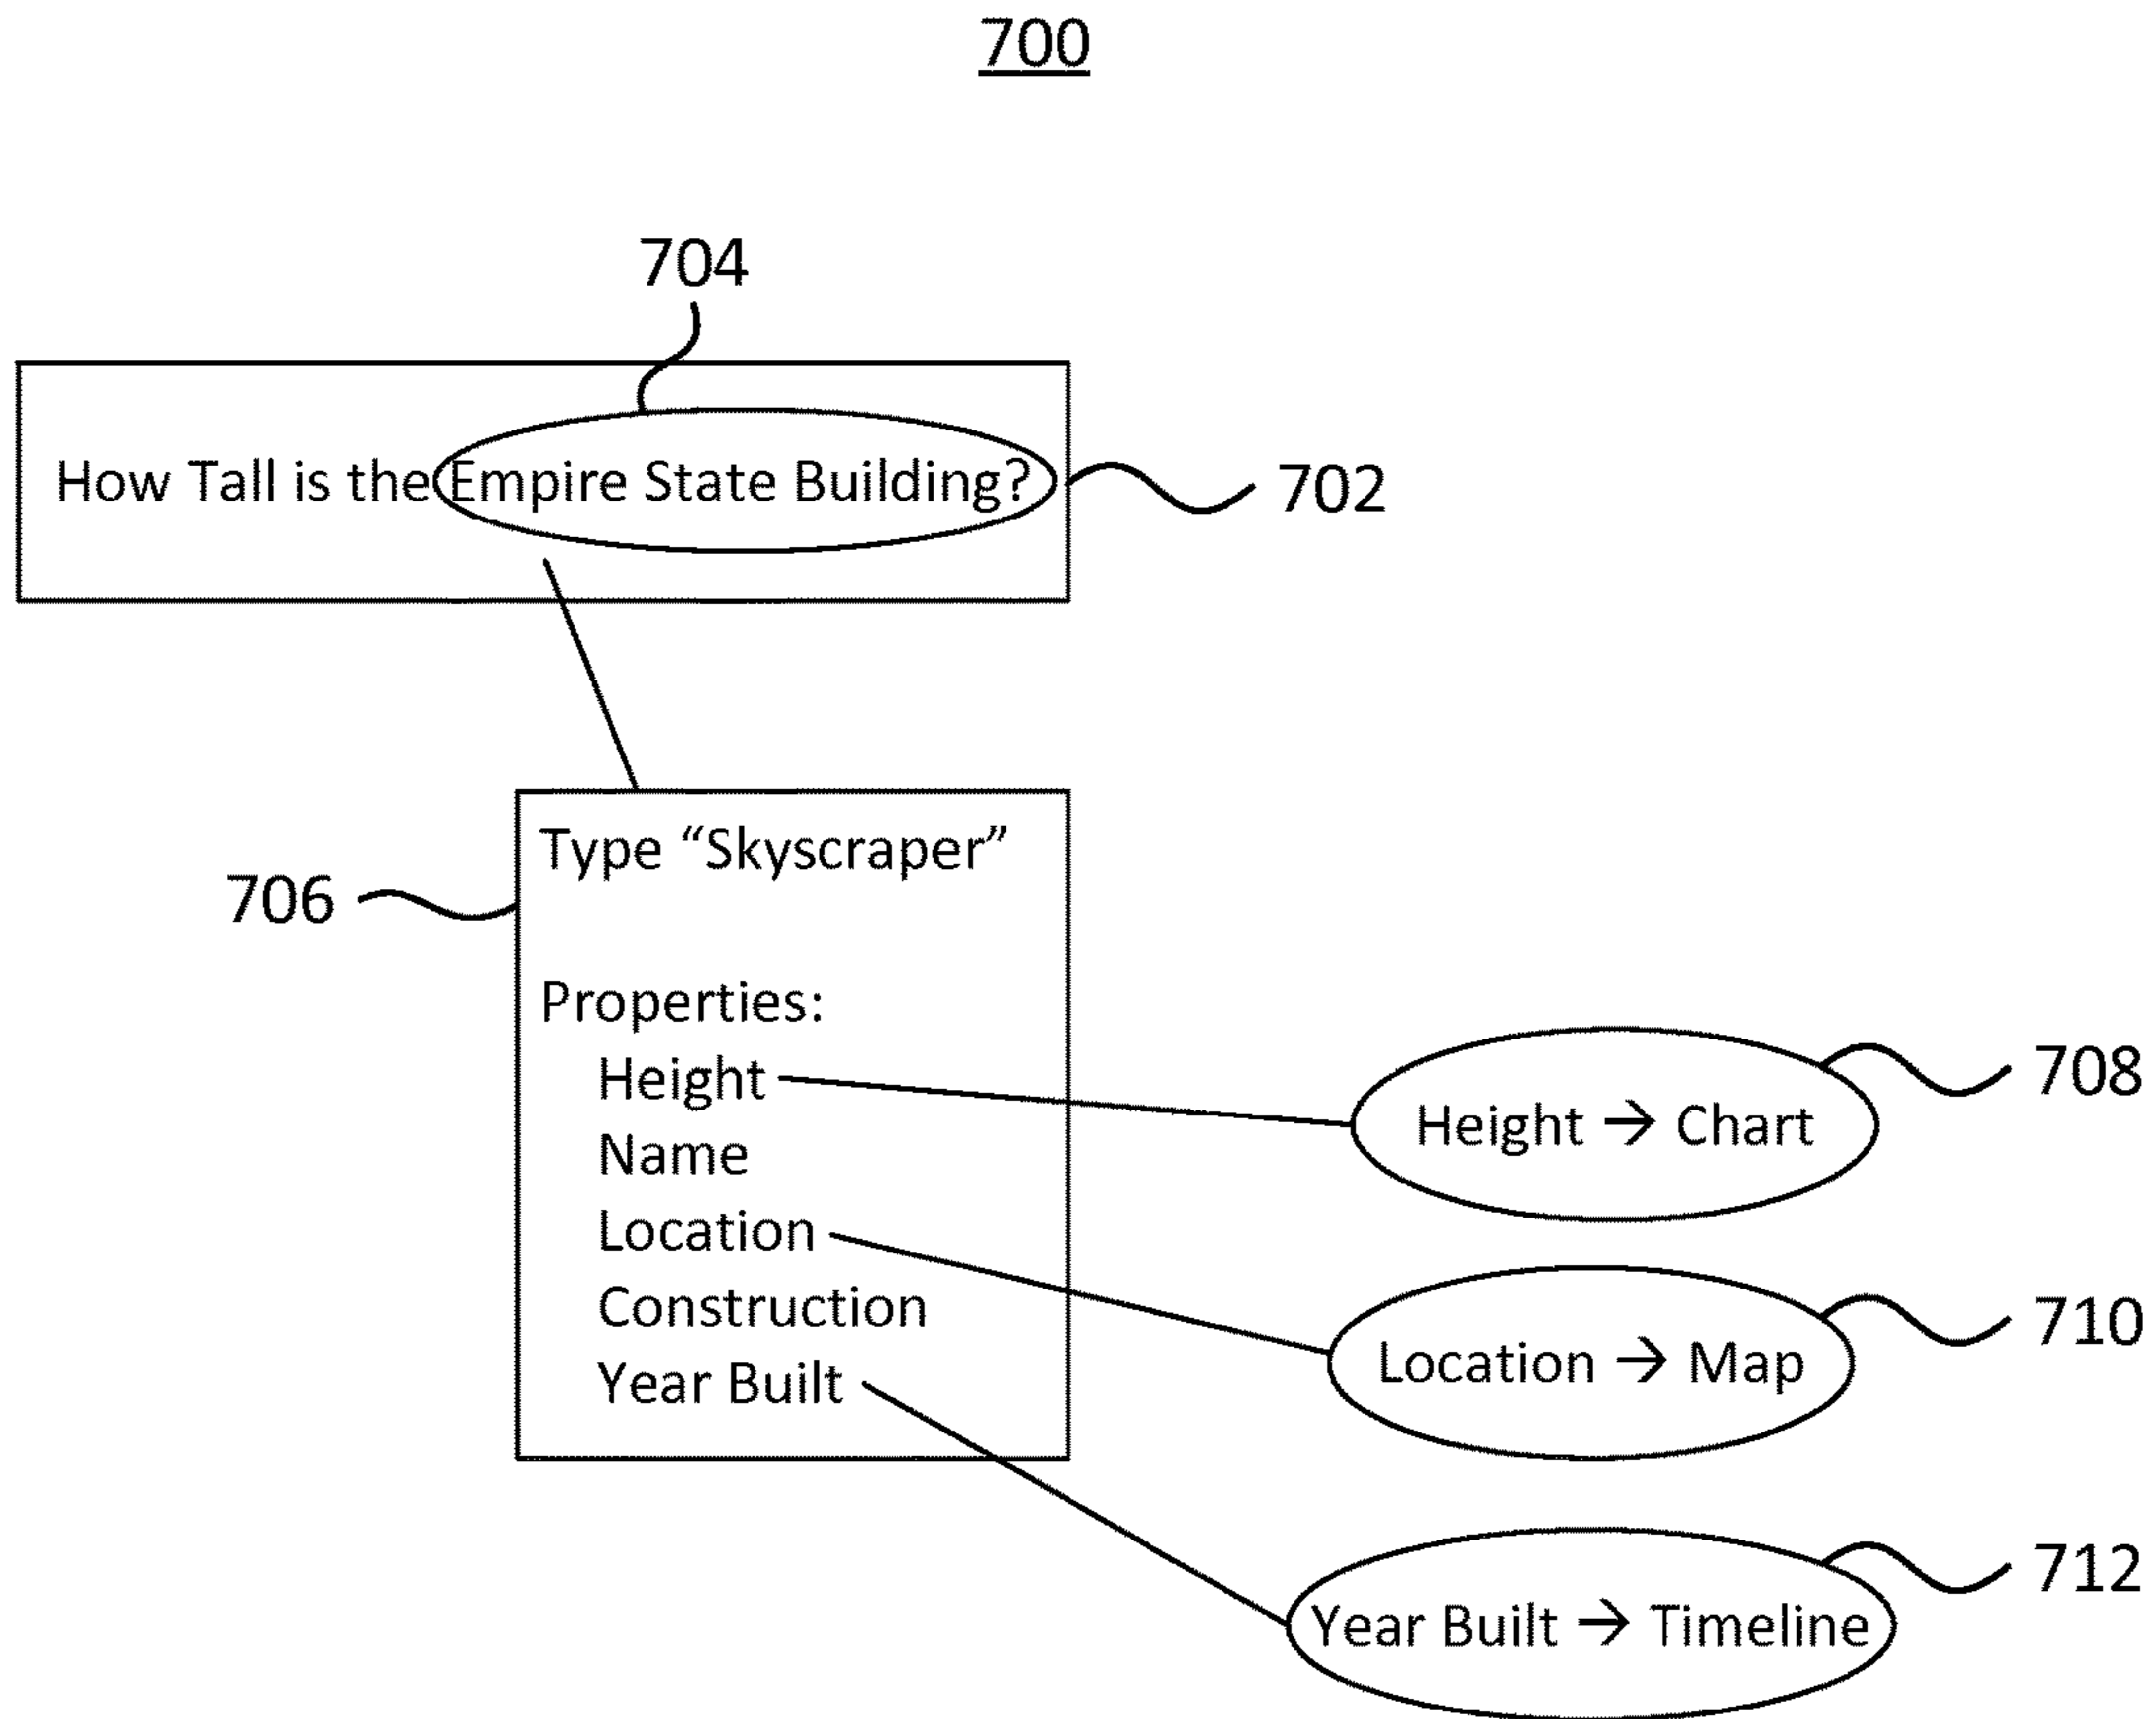 700
704
How Tall is the Empire State Building?
702
Type “Skyscraper”
706
Properties:
Height
Name
Location
Construction
Year Built
Height → Chart
708
Location → Map
710
Year Built → Timeline
712